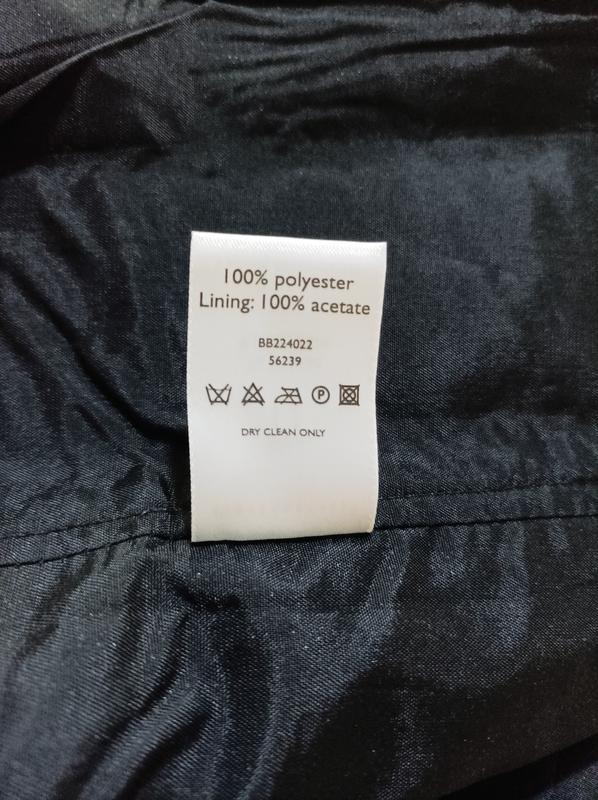 100% polyester
Lining: 100% acetate
BB224022
56239
P
DRY CLEAN ONLY